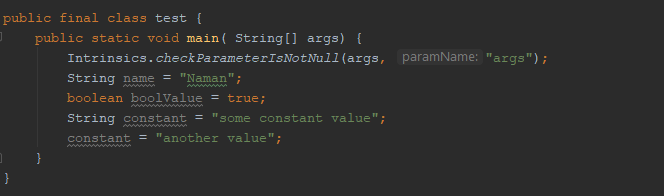 public final class test {
public static void main( String[] args) {
Intrinsics.checkParameterIsNotNull(args, paramName: "args");
String name = "Naman";
boolean boolValue = true;
String constant = "some constant value";
constant = "another value";
}
}